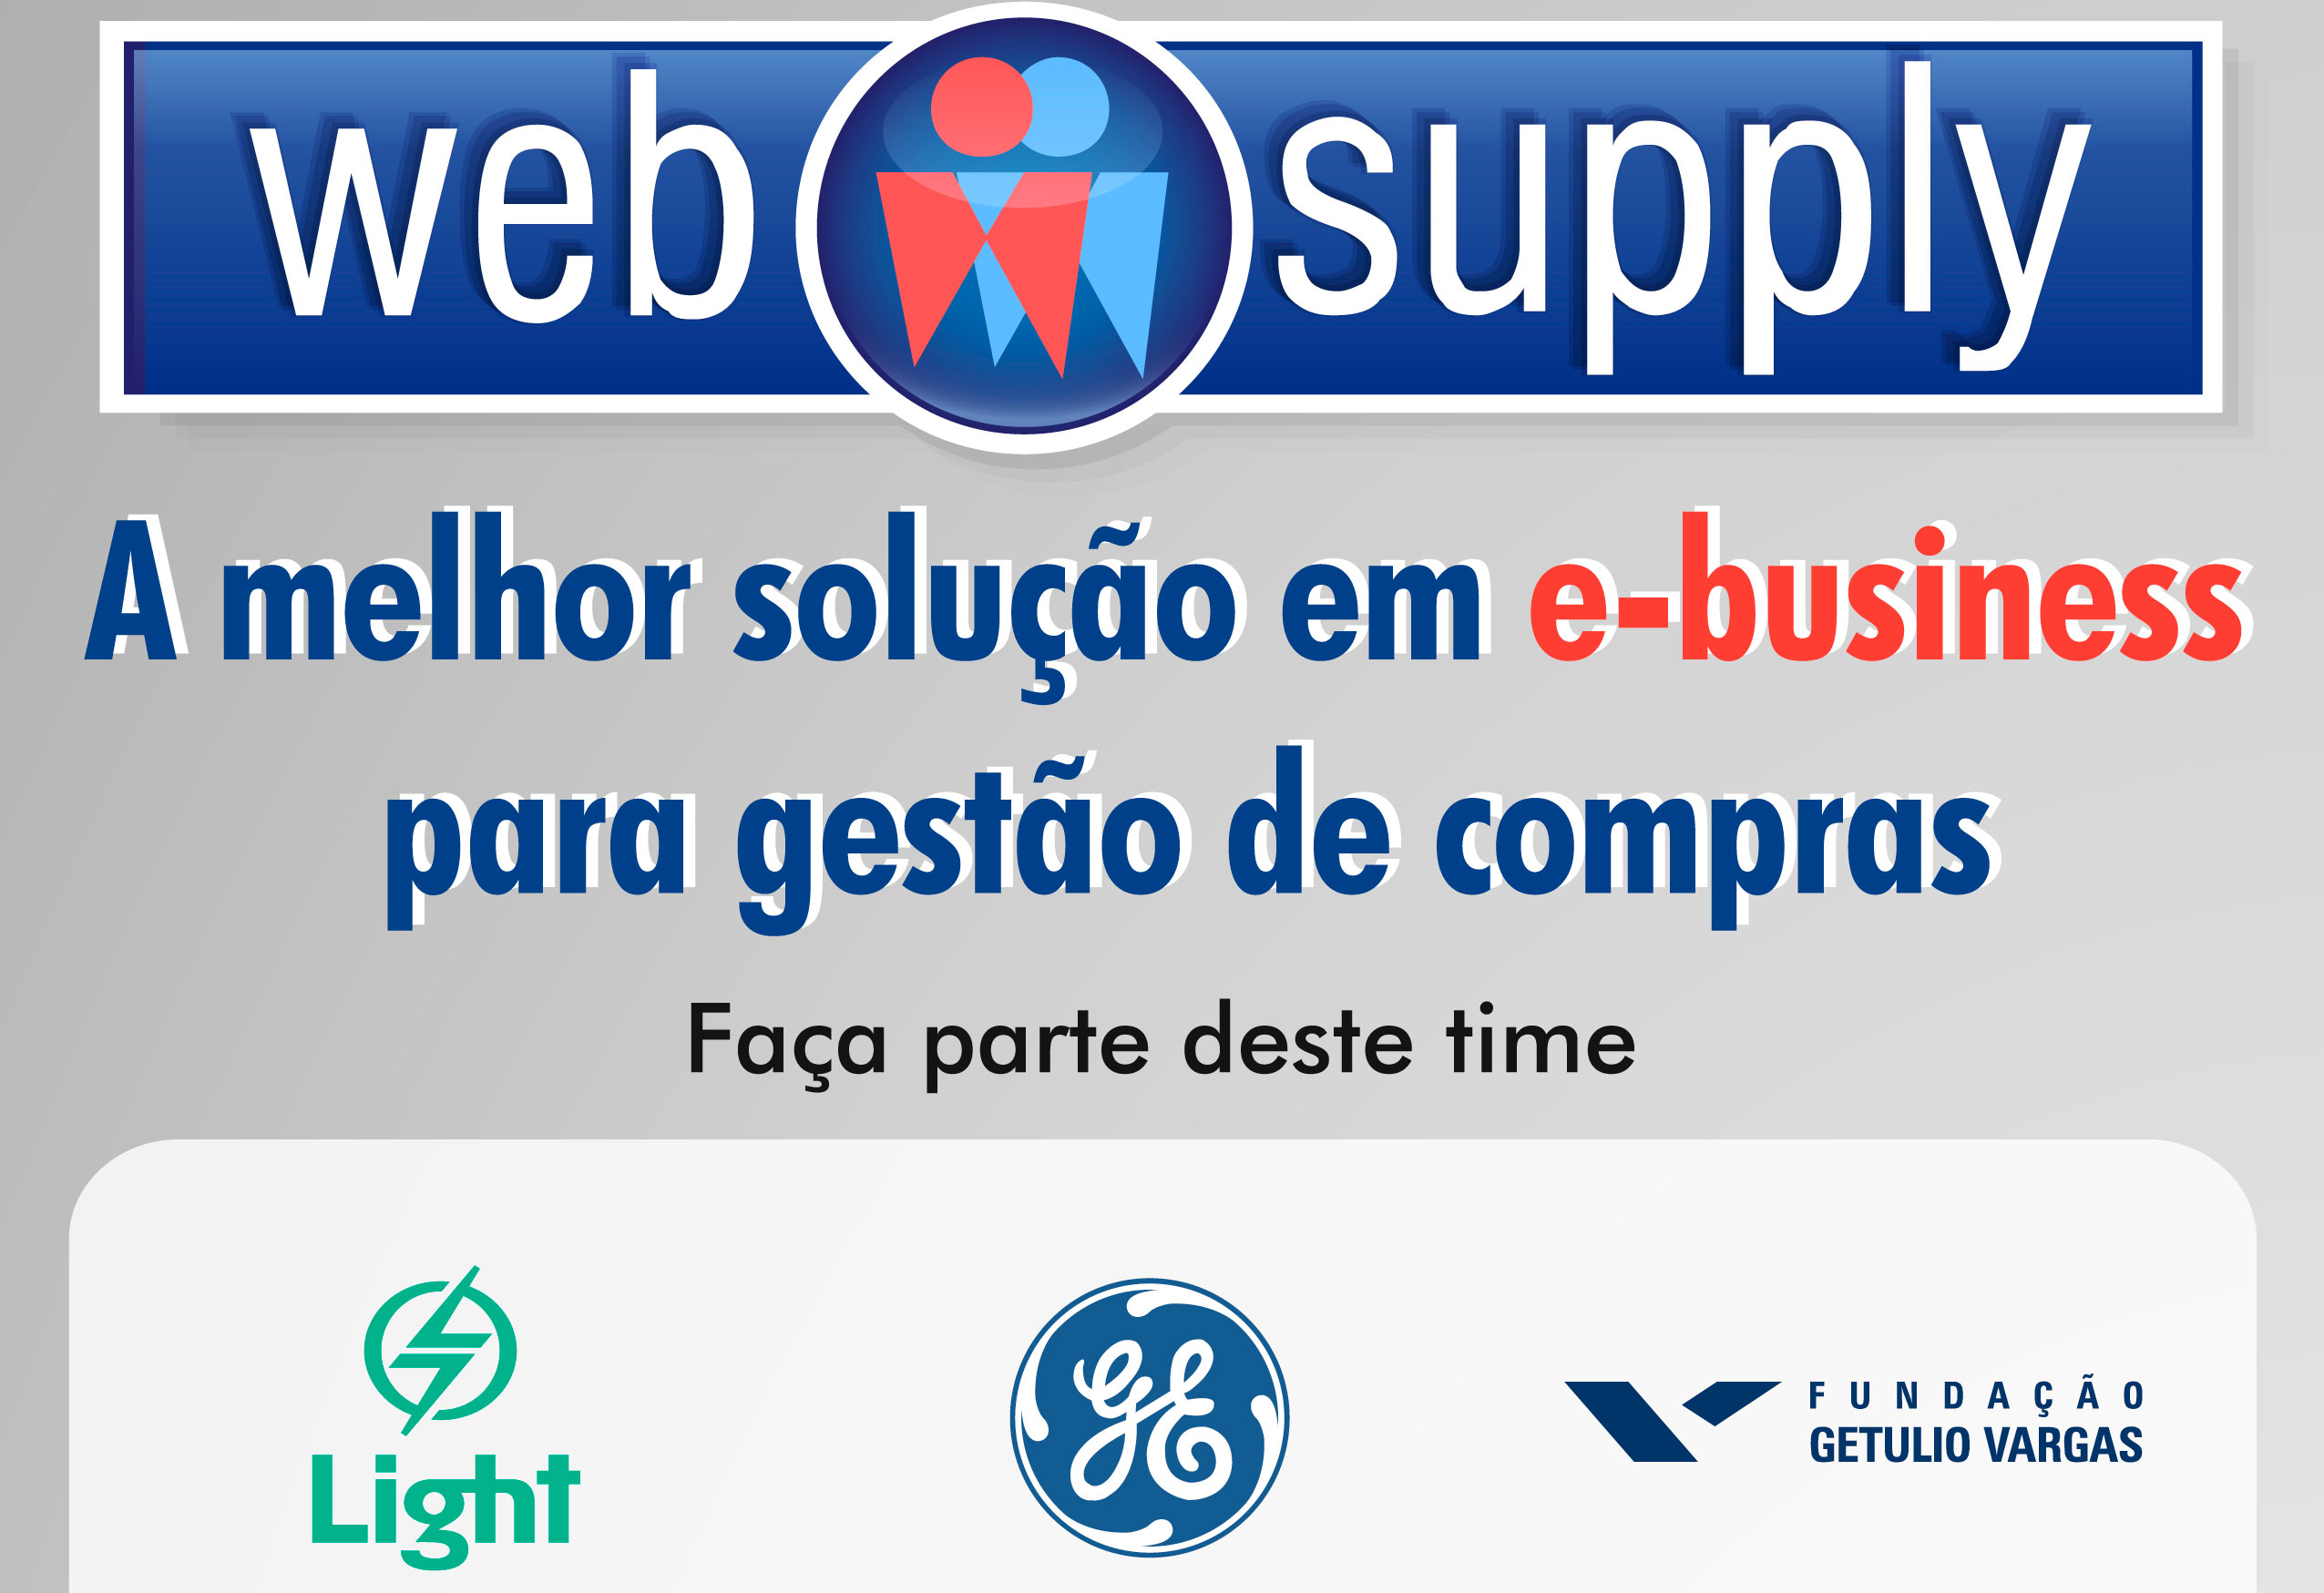 web supply
A melhor solução em e-business
para gestão de compras
Faça parte deste time
Light
GE
FUNDAÇÃO
GETULIO VARGAS